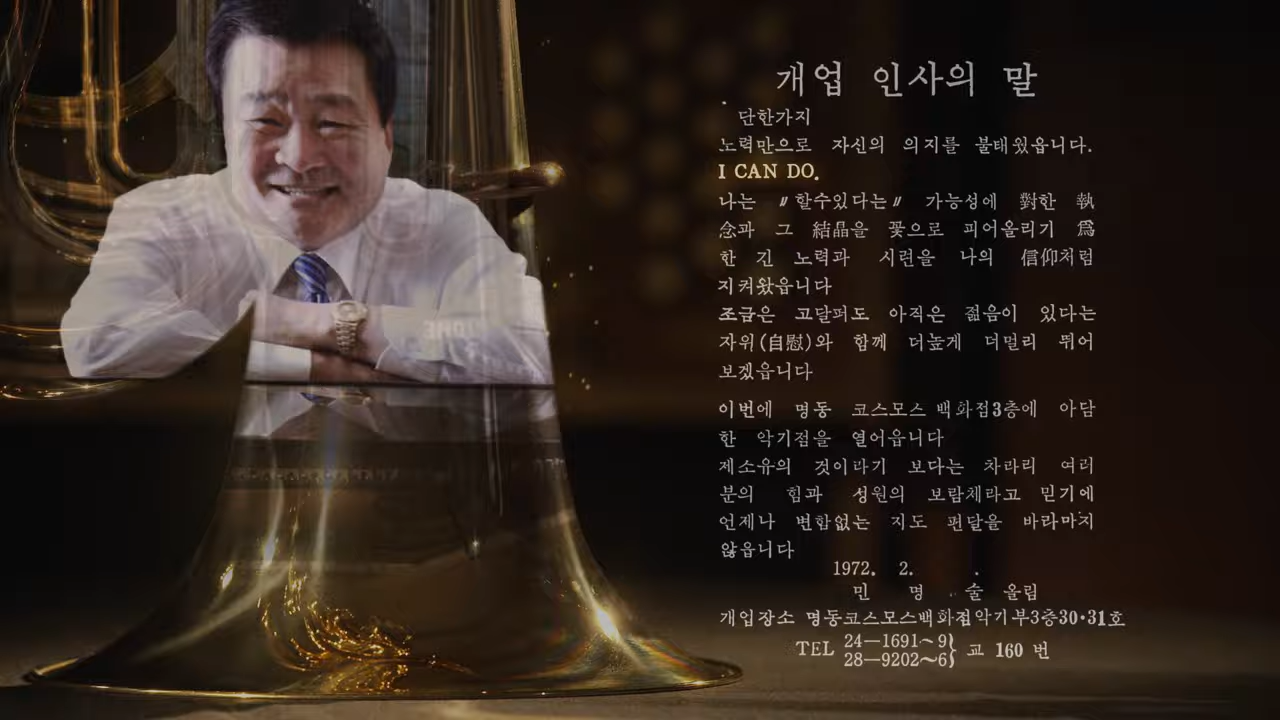 개업 인사의 말
단한가지
노력만으로 자신의 의지를 불태웠읍니다.
I CAN DO.
나는 〃할수있다는〃 가능성에 對한 執
念과 그 結晶을 꽃으로 피어올리기 爲
한 긴 노력과 시련을 나의 信仰처럼
지켜왔읍니다
조금은 고달퍼도 아직은 젊음이 있다는
자위(自慰)와 함께 더높게 더멀리 뛰어
보겠읍니다
이번에 명동 코스모스 백화점3층에 아담
한 악기점을 열어읍니다
제소유의 것이라기 보다는 차라리 여러
분의 힘과 성원의 보람체라고 믿기에
언제나 변함없는 지도 편달을 바라마지
않읍니다
1972. 2.
민 명 술 올림
개업장소 명동코스모스백화점악기부3층30•31호
TEL 24—1691~9 교 160 번
28—9202~6